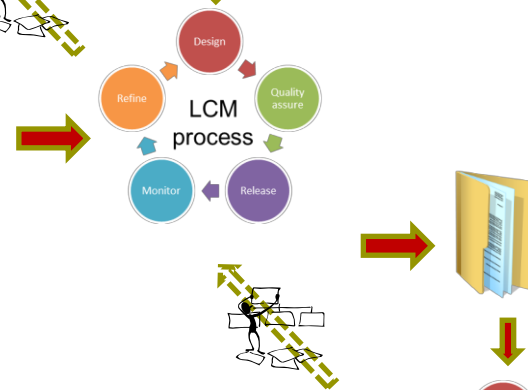 Design
Quality
assure
Refine
LCM
process
Monitor
Release